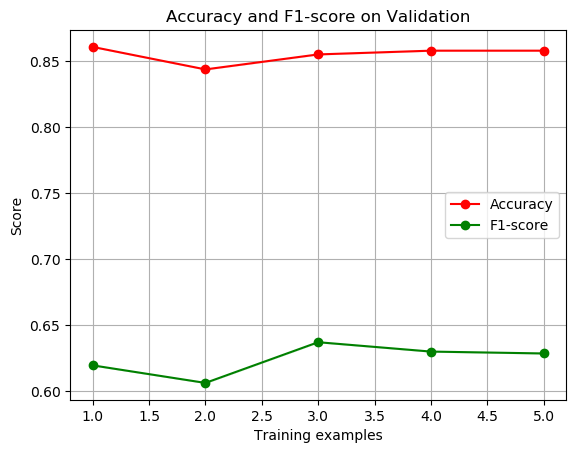 Accuracy and F1-score on Validation
Score
0.85
0.80
0.75
0.70
0.65
0.60
Accuracy
F1-score
1.0 1.5 2.0 2.5 3.0 3.5 4.0 4.5 5.0
Training examples